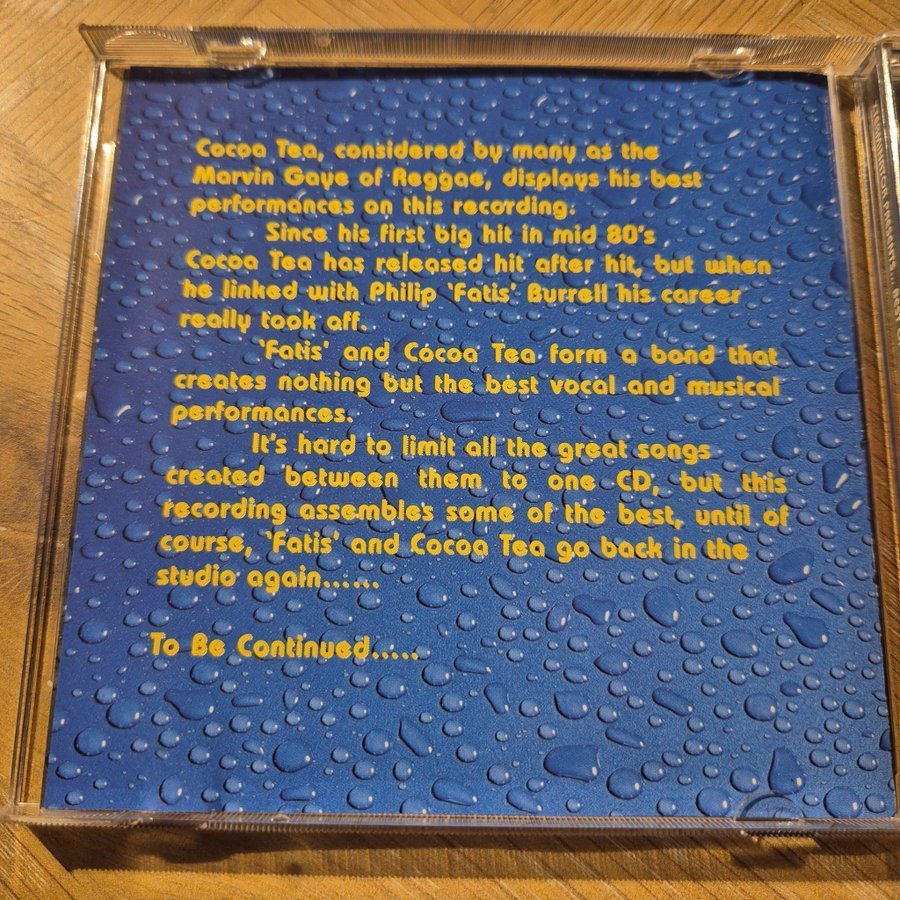 Cocoa Tea, considered by many as the
Marvin Gaye of Reggae, displays his best
performances on this recording.
Since his first big hit in mid 80's
Cocoa Tea has released hit after hit, but when
he linked with Philip 'Fatis' Burrell his career
really took off.
'Fatis' and Cocoa Tea form a bond that
creates nothing but the best vocal and musical
performances.
It's hard to limit all the great songs
created between them to one CD, but this
recording assembles some of the best, until of
course, 'Fatis' and Cocoa Tea go back in the
studio again......
To Be Continued.....
PRESENTS...